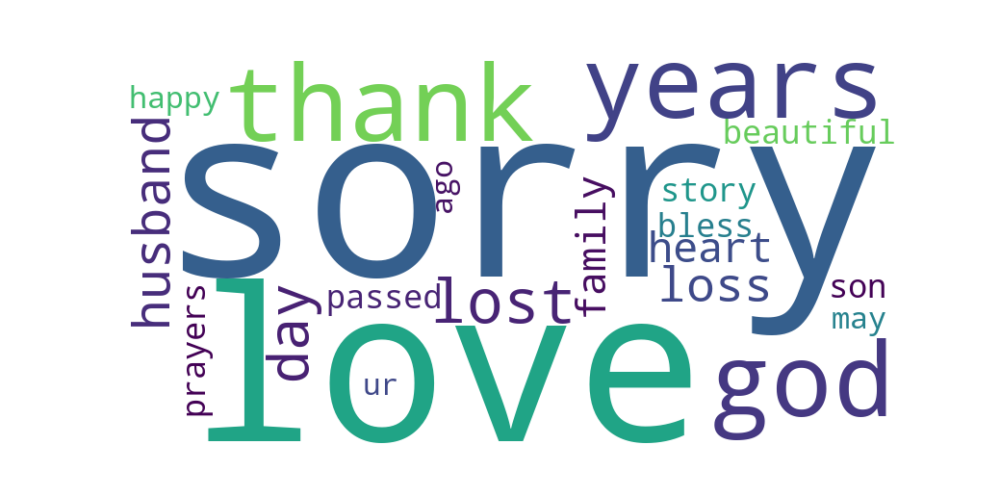 years
thank
happy
beautiful
husband
sorry
ago
family
story
bless
heart
loss
lost
passed
day
prayers
son
may
love
god
ur